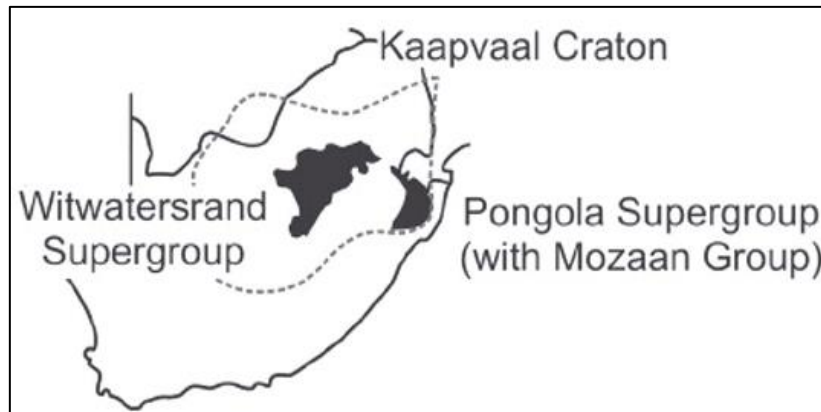 Kaapvaal Craton
Witwatersrand
Supergroup
Pongola Supergroup
(with Mozaan Group)